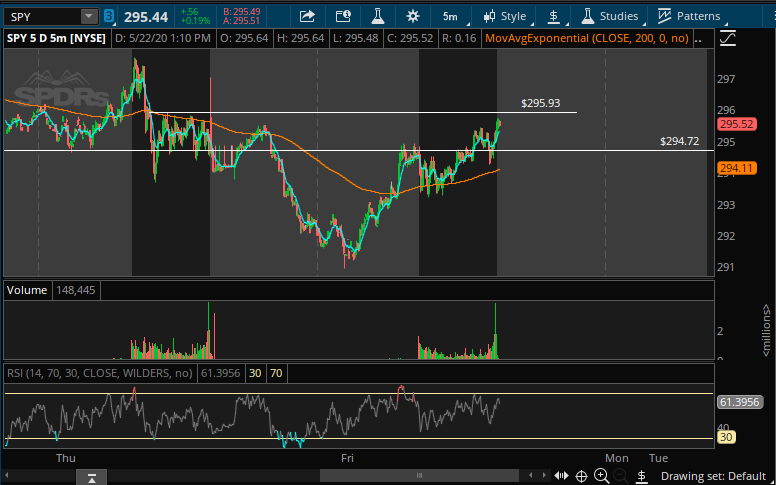 SPY 3 295.44 +.56 +0.19% B: 295.49 A: 295.51 5m Style $ Studies Patterns
SPY 5 D 5m [NYSE] D: 5/22/20 1:10 PM O: 295.64 H: 295.64 L: 295.48 C: 295.52 R: 0.16 MovAvgExponential (CLOSE, 200, 0, no) ..
SPDRs
297
$295.93
296
295.52
295
$294.72
294.11
293
292
291
Volume 148,445
2
<millions>
RSI (14, 70, 30, CLOSE, WILDERS, no) 61.3956 30 70
61.3956
40
30
Thu Fri Mon Tue
$ Drawing set: Default